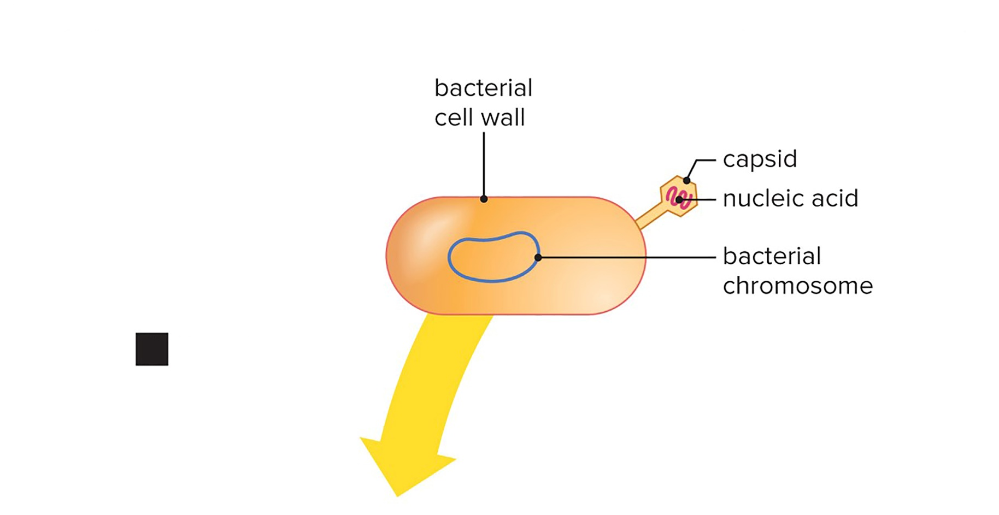 bacterial
cell wall
capsid
nucleic acid
bacterial
chromosome